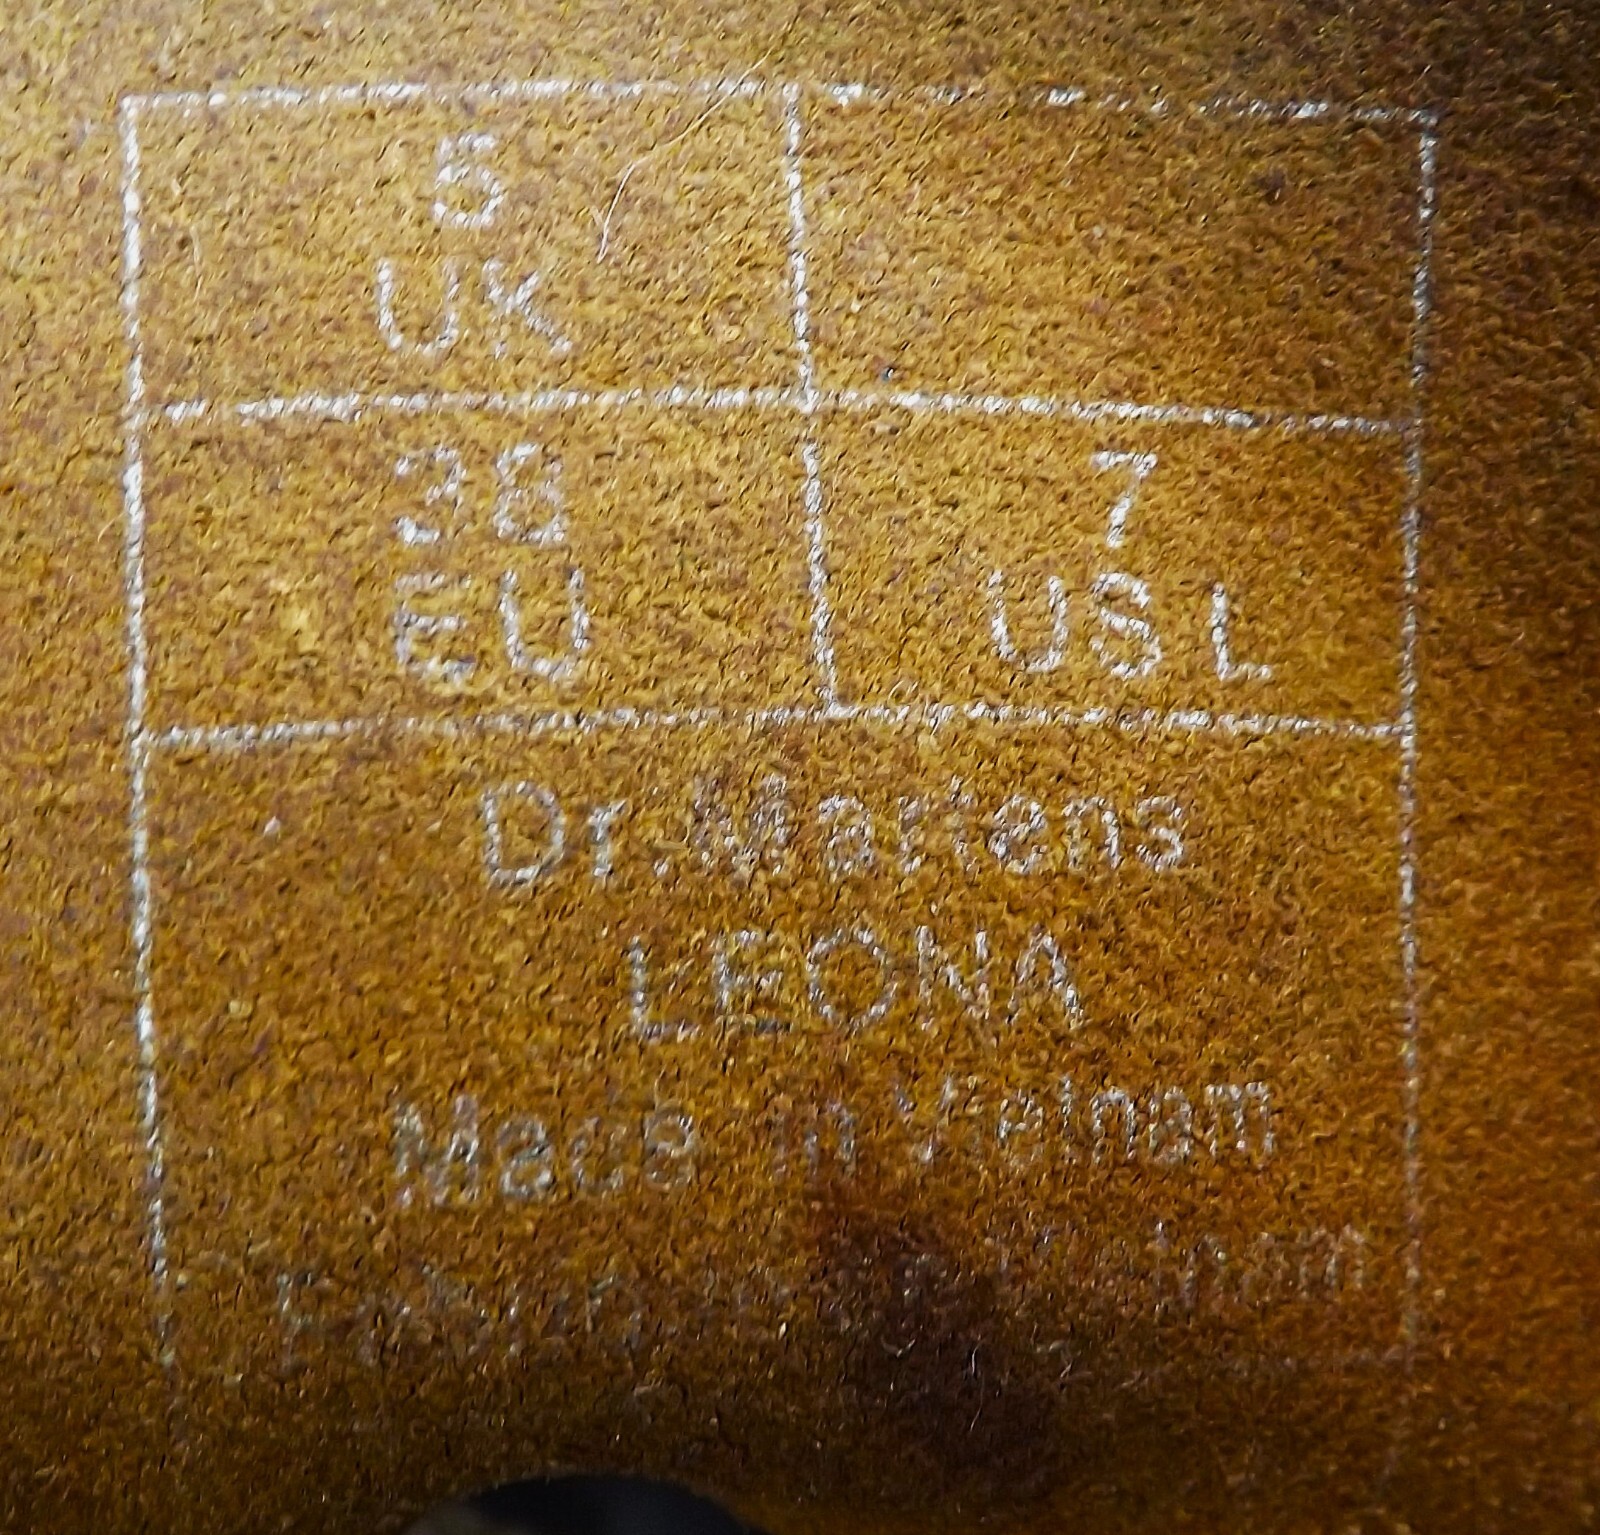 5
UK
38
EU
7
US L
Dr.Martens
LEONA
Made in Vietnam